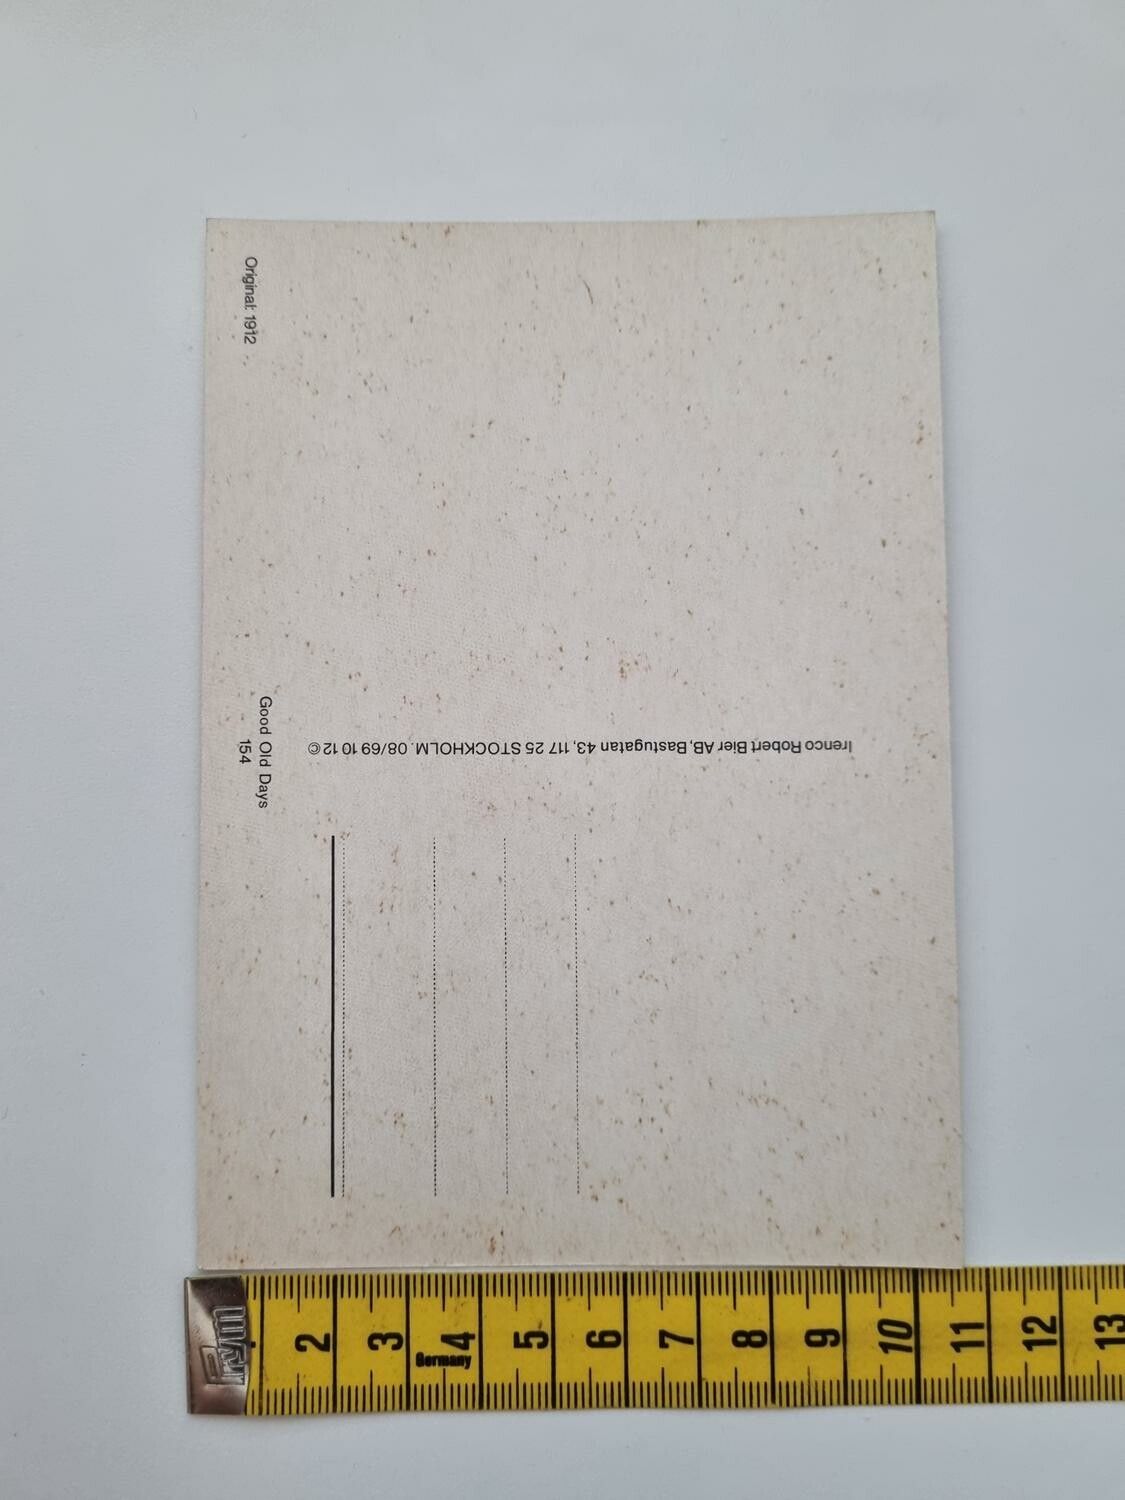 Original: 1912
Good Old Days
154
Irenco Robert Bier AB, Bastugatan 43, 117 25 STOCKHOLM. 08/69 10 12 ©
Prym
2 3 4 5 6 7 8 9 10 11 12 13
Germany